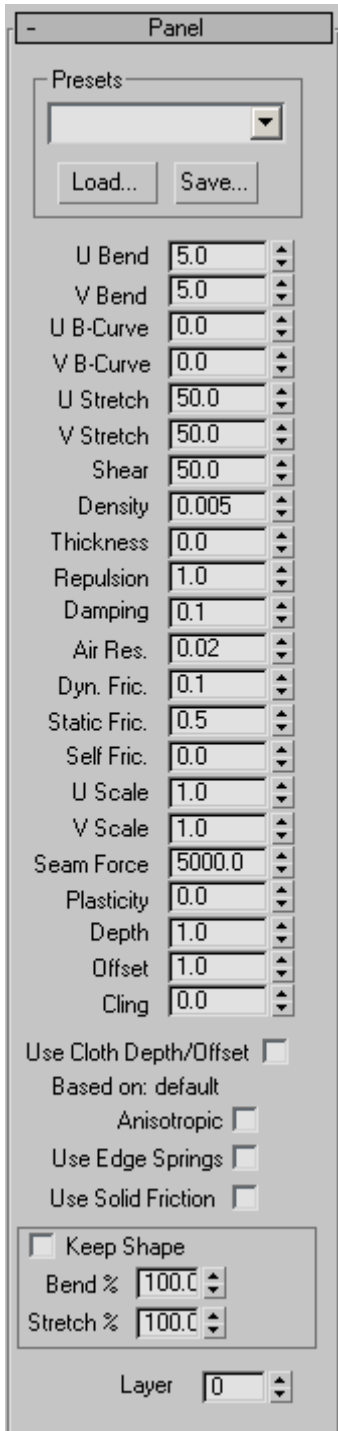 - Panel
Presets
Load... Save...
U Bend 5.0
V Bend 5.0
U B-Curve 0.0
V B-Curve 0.0
U Stretch 50.0
V Stretch 50.0
Shear 50.0
Density 0.005
Thickness 0.0
Repulsion 1.0
Damping 0.1
Air Res. 0.02
Dyn. Fric. 0.1
Static Fric. 0.5
Self Fric. 0.0
U Scale 1.0
V Scale 1.0
Seam Force 5000.0
Plasticity 0.0
Depth 1.0
Offset 1.0
Cling 0.0
Use Cloth Depth/Offset
Based on: default
Anisotropic
Use Edge Springs
Use Solid Friction
Keep Shape
Bend % 100.0
Stretch % 100.0
Layer 0